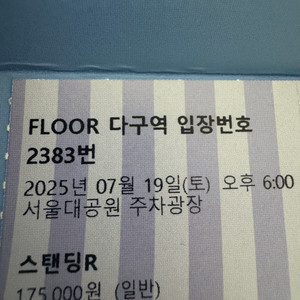 FLOOR 다구역 입장번호
2383번
2025년 07월 19일(토) 오후 6:00
서울대공원 주차광장
스탠딩R
175,000원 (일반)